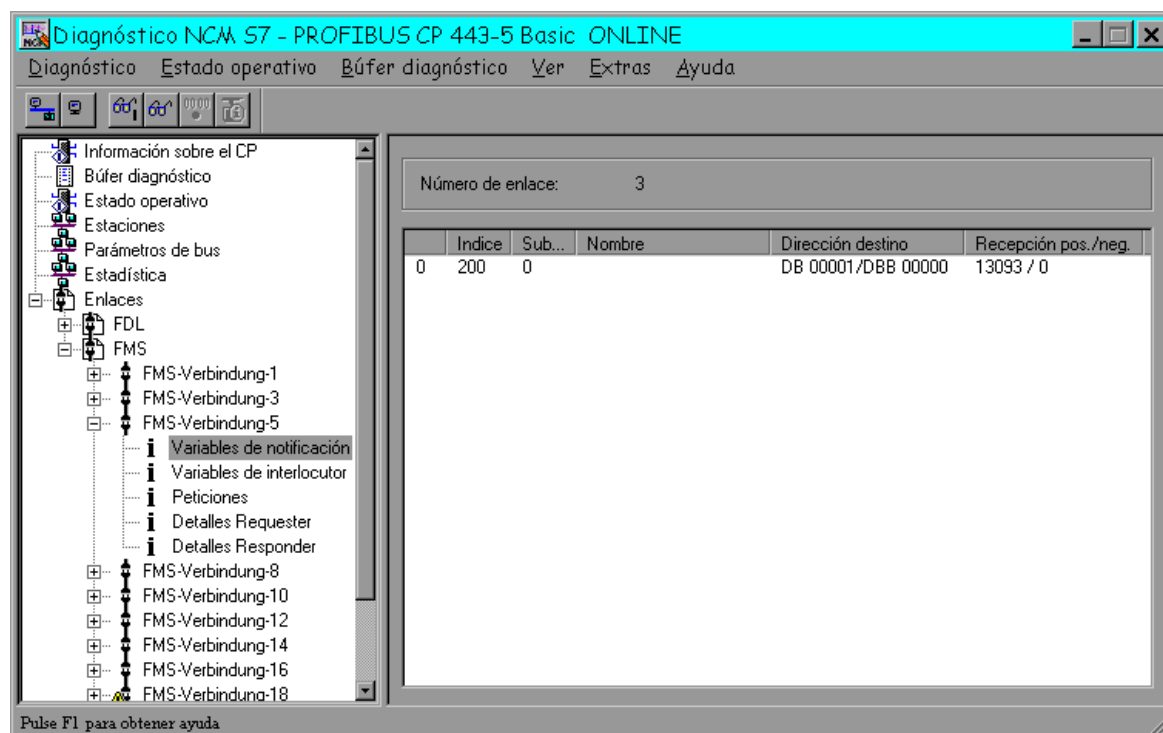 Diagnóstico NCM S7 - PROFIBUS CP 443-5 Basic ONLINE
Diagnóstico Estado operativo Búfer diagnóstico Ver Extras Ayuda
Información sobre el CP
Búfer diagnóstico
Estado operativo
Estaciones
Parámetros de bus
Estadística
Enlaces
FDL
FMS
FMS-Verbindung-1
FMS-Verbindung-3
FMS-Verbindung-5
Variables de notificación
Variables de interlocutor
Peticiones
Detalles Requester
Detalles Responder
FMS-Verbindung-8
FMS-Verbindung-10
FMS-Verbindung-12
FMS-Verbindung-14
FMS-Verbindung-16
FMS-Verbindung-18
Número de enlace: 3
Indice Sub... Nombre Dirección destino Recepción pos./neg.
0 200 0 DB 00001/DBB 00000 13093 / 0
Pulse F1 para obtener ayuda